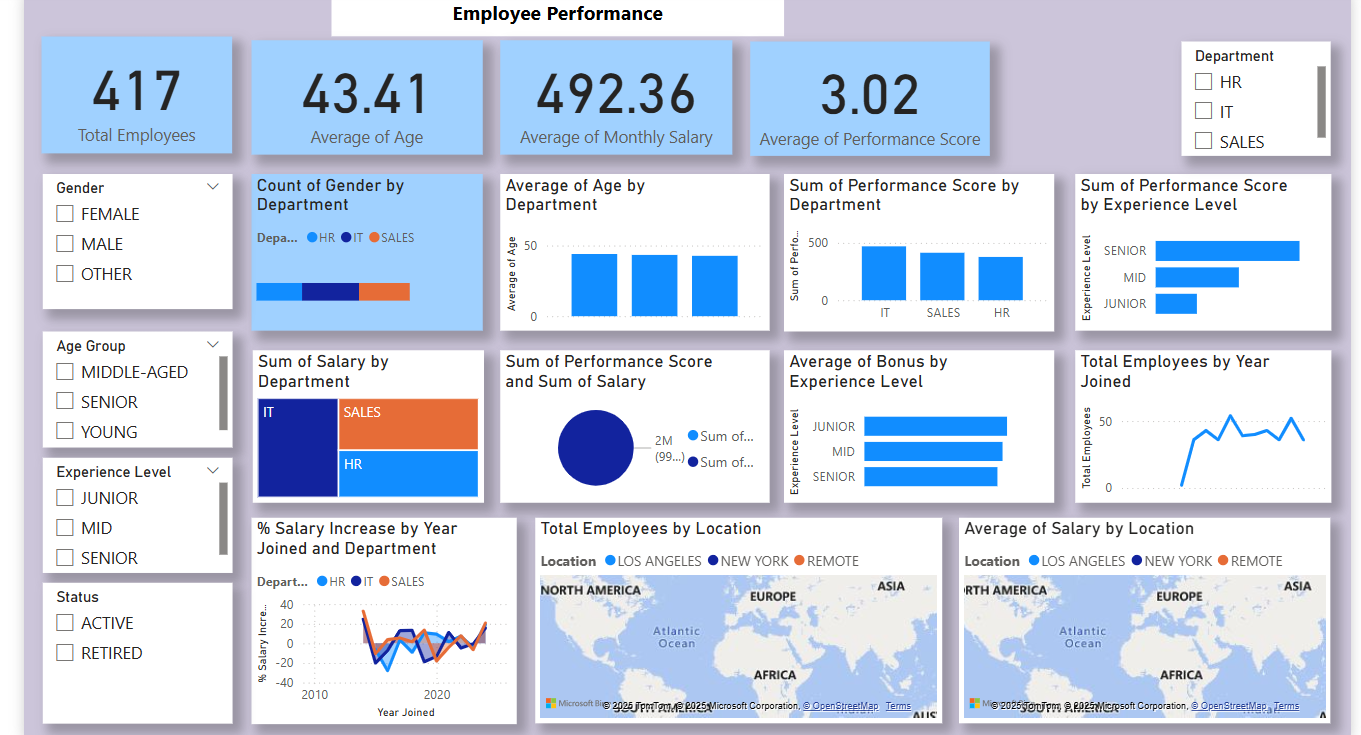 Employee Performance
417
Total Employees
43.41
Average of Age
492.36
Average of Monthly Salary
3.02
Average of Performance Score
Department
HR
IT
SALES
Gender
FEMALE
MALE
OTHER
Count of Gender by
Department
Depa... HR IT SALES
Average of Age by
Department
Average of Age
50
0
Sum of Performance Score by
Department
Sum of Perfo...
500
0
IT SALES HR
Sum of Performance Score
by Experience Level
Experience Level
SENIOR
MID
JUNIOR
Age Group
MIDDLE-AGED
SENIOR
YOUNG
Sum of Salary by
Department
IT
SALES
HR
Sum of Performance Score
and Sum of Salary
2M
(99...)
Sum of...
Sum of...
Average of Bonus by
Experience Level
Experience Level
JUNIOR
MID
SENIOR
Total Employees by Year
Joined
Total Employees
50
0
Experience Level
JUNIOR
MID
SENIOR
Status
ACTIVE
RETIRED
% Salary Increase by Year
Joined and Department
Depart... HR IT SALES
% Salary Incre...
40
20
0
-20
-40
2010 2020
Year Joined
Total Employees by Location
Location LOS ANGELES NEW YORK REMOTE
NORTH AMERICA
EUROPE
ASIA
Atlantic
Ocean
AFRICA
SOUTH AMERICA
Microsoft
© 2025 TomTom, © 2025 Microsoft Corporation, © OpenStreetMap Terms
AUS
Average of Salary by Location
Location LOS ANGELES NEW YORK REMOTE
RTH AMERICA
EUROPE
ASIA
Atlantic
Ocean
AFRICA
SOUTH AMERICA
© 2025 TomTom, © 2025 Microsoft Corporation, © OpenStreetMap Terms